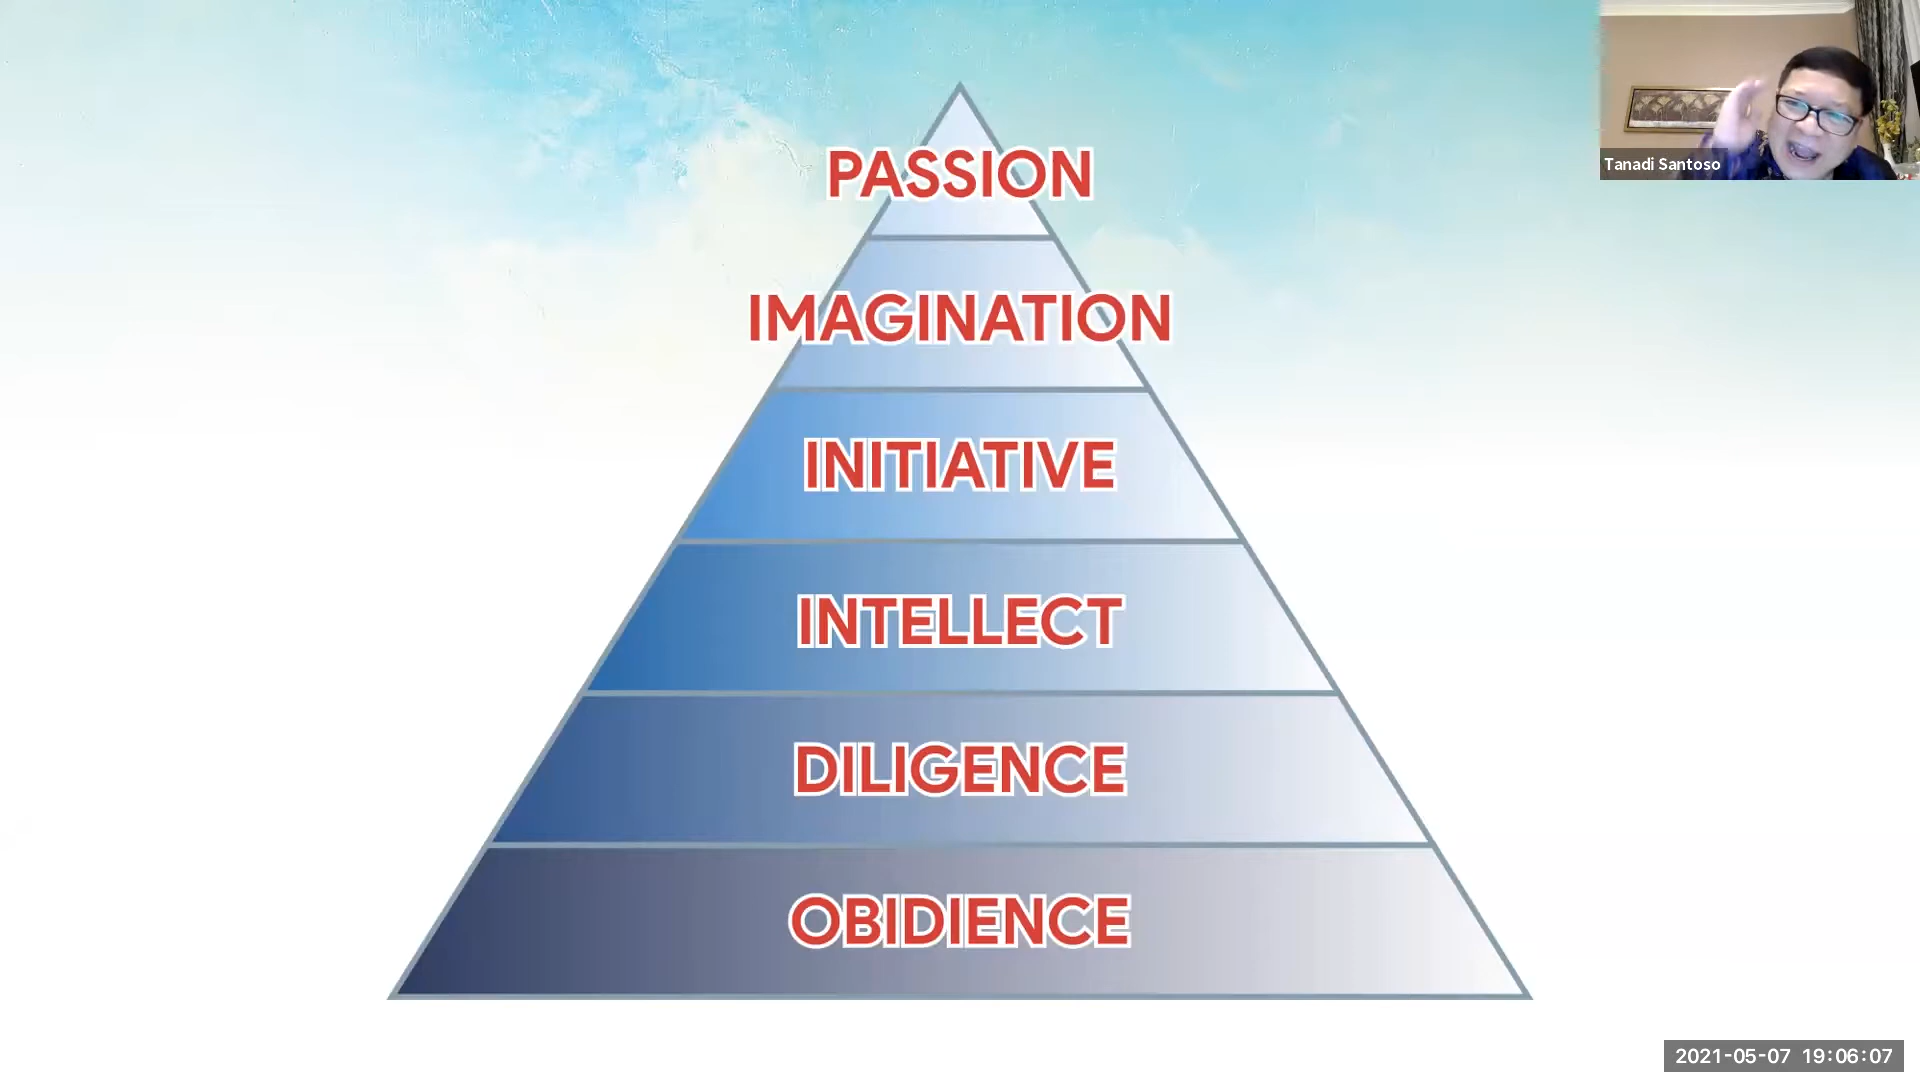 PASSION
IMAGINATION
INITIATIVE
INTELLECT
DILIGENCE
OBIDIENCE
Tanadi Santoso
2021-05-07 19:06:07